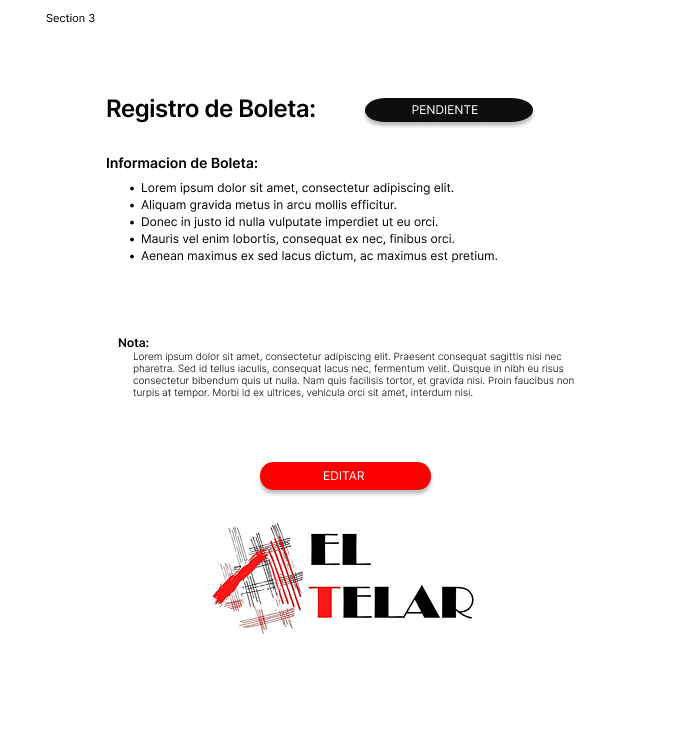 Section 3
Registro de Boleta:
PENDIENTE
Informacion de Boleta:
• Lorem ipsum dolor sit amet, consectetur adipiscing elit.
• Aliquam gravida metus in arcu mollis efficitur.
• Donec in justo id nulla vulputate imperdiet ut eu orci.
• Mauris vel enim lobortis, consequat ex nec, finibus orci.
• Aenean maximus ex sed lacus dictum, ac maximus est pretium.
Nota:
Lorem ipsum dolor sit amet, consectetur adipiscing elit. Praesent consequat sagittis nisi nec
pharetra. Sed id tellus iaculis, consequat lacus nec, fermentum velit. Quisque in nibh eu risus
consectetur bibendum quis ut nulla. Nam quis facilisis tortor, et gravida nisi. Proin faucibus non
turpis at tempor. Morbi id ex ultrices, vehicula orci sit amet, interdum nisi.
EDITAR
EL
TELAR